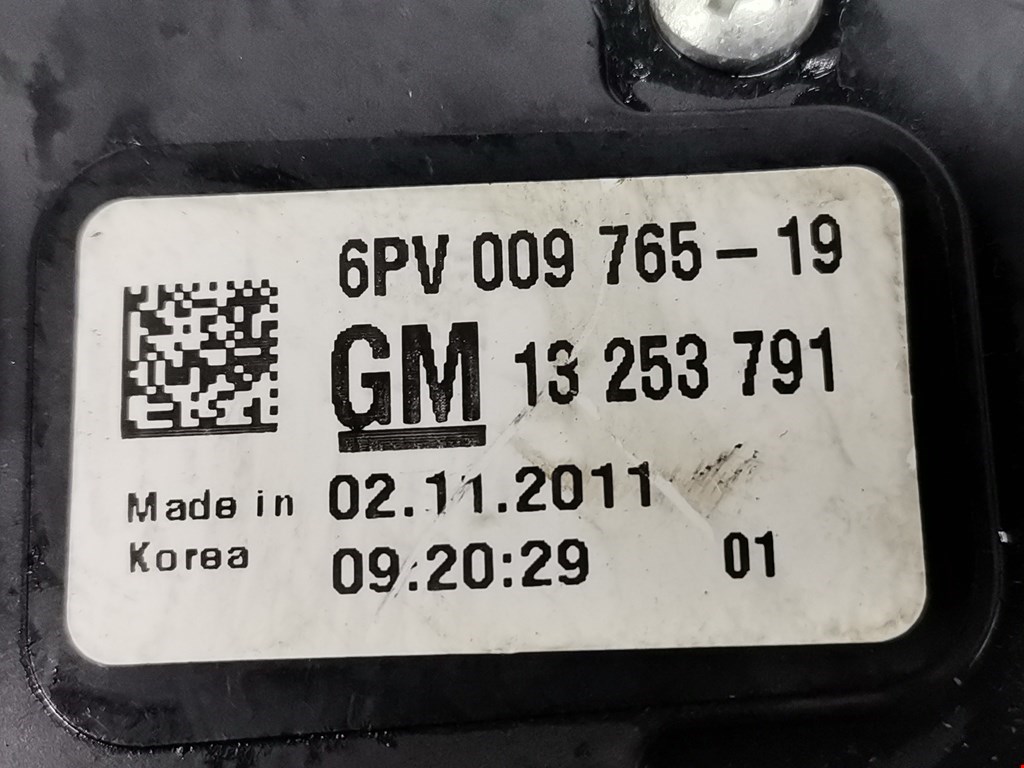 6PV 009 765-19
GM 13 253 791
Made in 02.11.2011
Korea 09:20:29 01